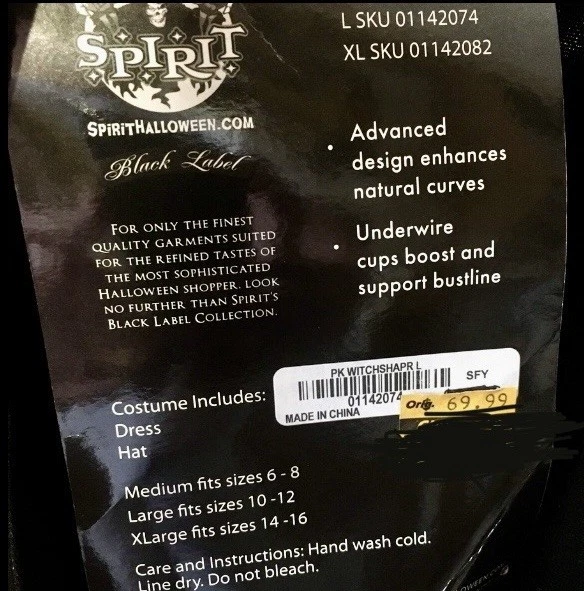 L SKU 01142074
XL SKU 01142082
SPIRIT
SPIRITHALLOWEEN.COM
Black Label
FOR ONLY THE FINEST
QUALITY GARMENTS SUITED
FOR THE REFINED TASTES OF
THE MOST SOPHISTICATED
HALLOWEEN SHOPPER. LOOK
NO FURTHER THAN SPIRIT'S
BLACK LABEL COLLECTION.
• Advanced
design enhances
natural curves
• Underwire
cups boost and
support bustline
PK WITCHSHAPR L
SFY
01142074
MADE IN CHINA
Orig. 69.99
Costume Includes:
Dress
Hat
Medium fits sizes 6 - 8
Large fits sizes 10 -12
XLarge fits sizes 14 -16
Care and Instructions: Hand wash cold.
Line dry. Do not bleach.